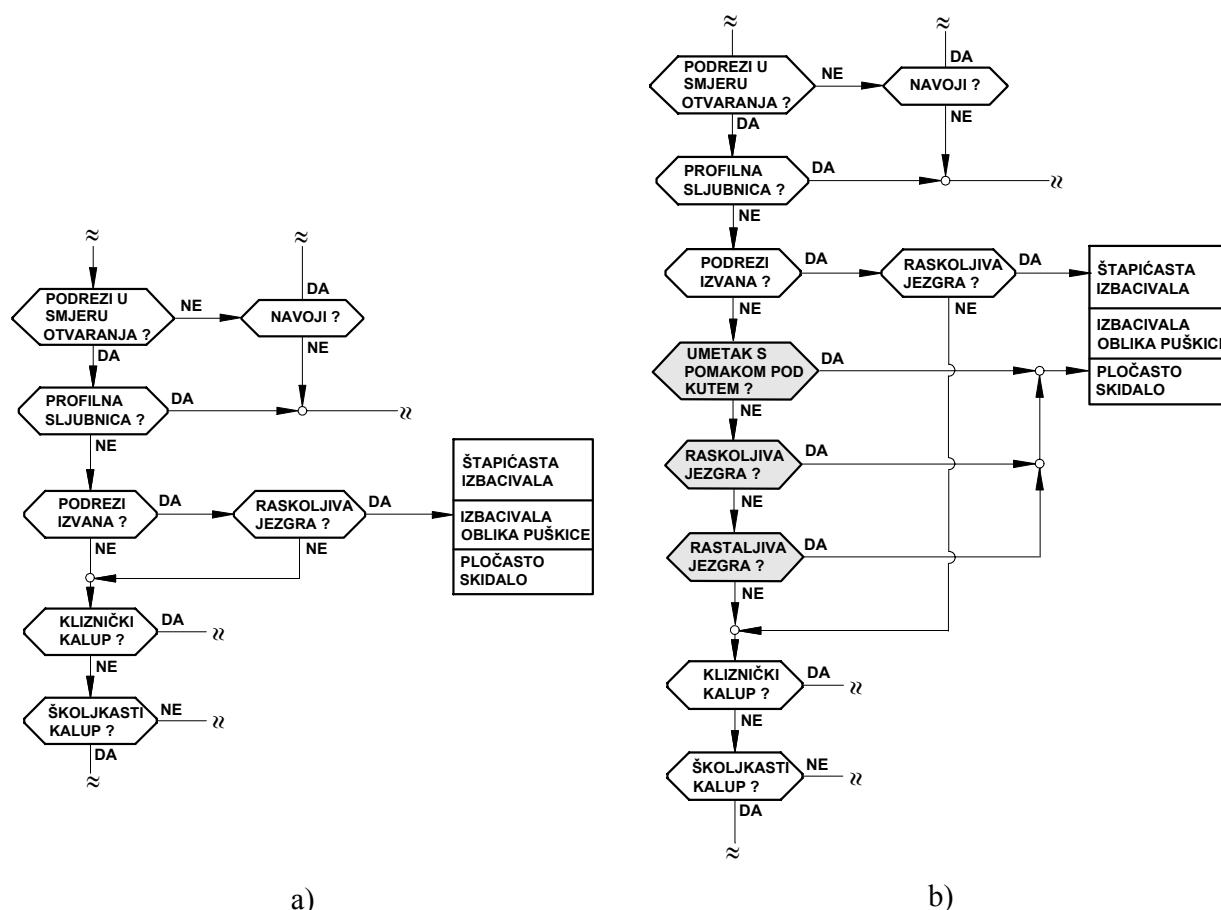 PODREZI U
SMJERU
OTVARANJA ?
NE
NAVOJI ?
DA
NE
DA
PROFILNA
SLJUBNICA ?
DA
NE
PODREZI
IZVANA ?
DA
RASKOLJIVA
JEZGRA ?
DA
NE
NE
ŠTAPIĆASTA
IZBACIVALA
IZBACIVALA
OBLIKA PUŠKICE
PLOČASTO
SKIDALO
KLIZNIČKI
KALUP ?
DA
NE
ŠKOLJKASTI
KALUP ?
NE
DA
a)
PODREZI U
SMJERU
OTVARANJA ?
NE
DA
NAVOJI ?
NE
DA
PROFILNA
SLJUBNICA ?
DA
NE
PODREZI
IZVANA ?
DA
RASKOLJIVA
JEZGRA ?
DA
NE
NE
ŠTAPIĆASTA
IZBACIVALA
IZBACIVALA
OBLIKA PUŠKICE
PLOČASTO
SKIDALO
UMETAK S
POMAKOM POD
KUTEM ?
DA
NE
RASKOLJIVA
JEZGRA ?
DA
NE
RASTALJIVA
JEZGRA ?
DA
NE
KLIZNIČKI
KALUP ?
DA
NE
ŠKOLJKASTI
KALUP ?
NE
DA
b)